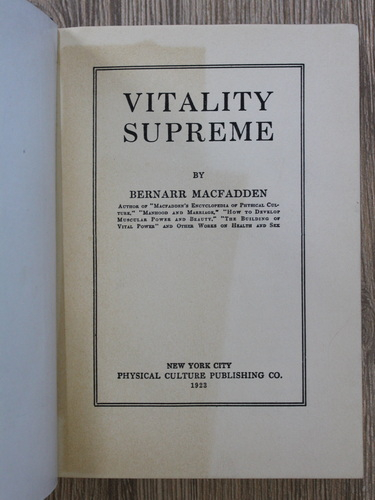 VITALITY
SUPREME
BY
BERNARR MACFADDEN
AUTHOR OF "MACFADDEN'S ENCYCLOPEDIA OF PHYSICAL CUL-
TURE," "MANHOOD AND MARRIAGE," "HOW TO DEVELOP
MUSCULAR POWER AND BEAUTY," "THE BUILDING OF
VITAL POWER" AND OTHER WORKS ON HEALTH AND SEX
NEW YORK CITY
PHYSICAL CULTURE PUBLISHING CO.
1923